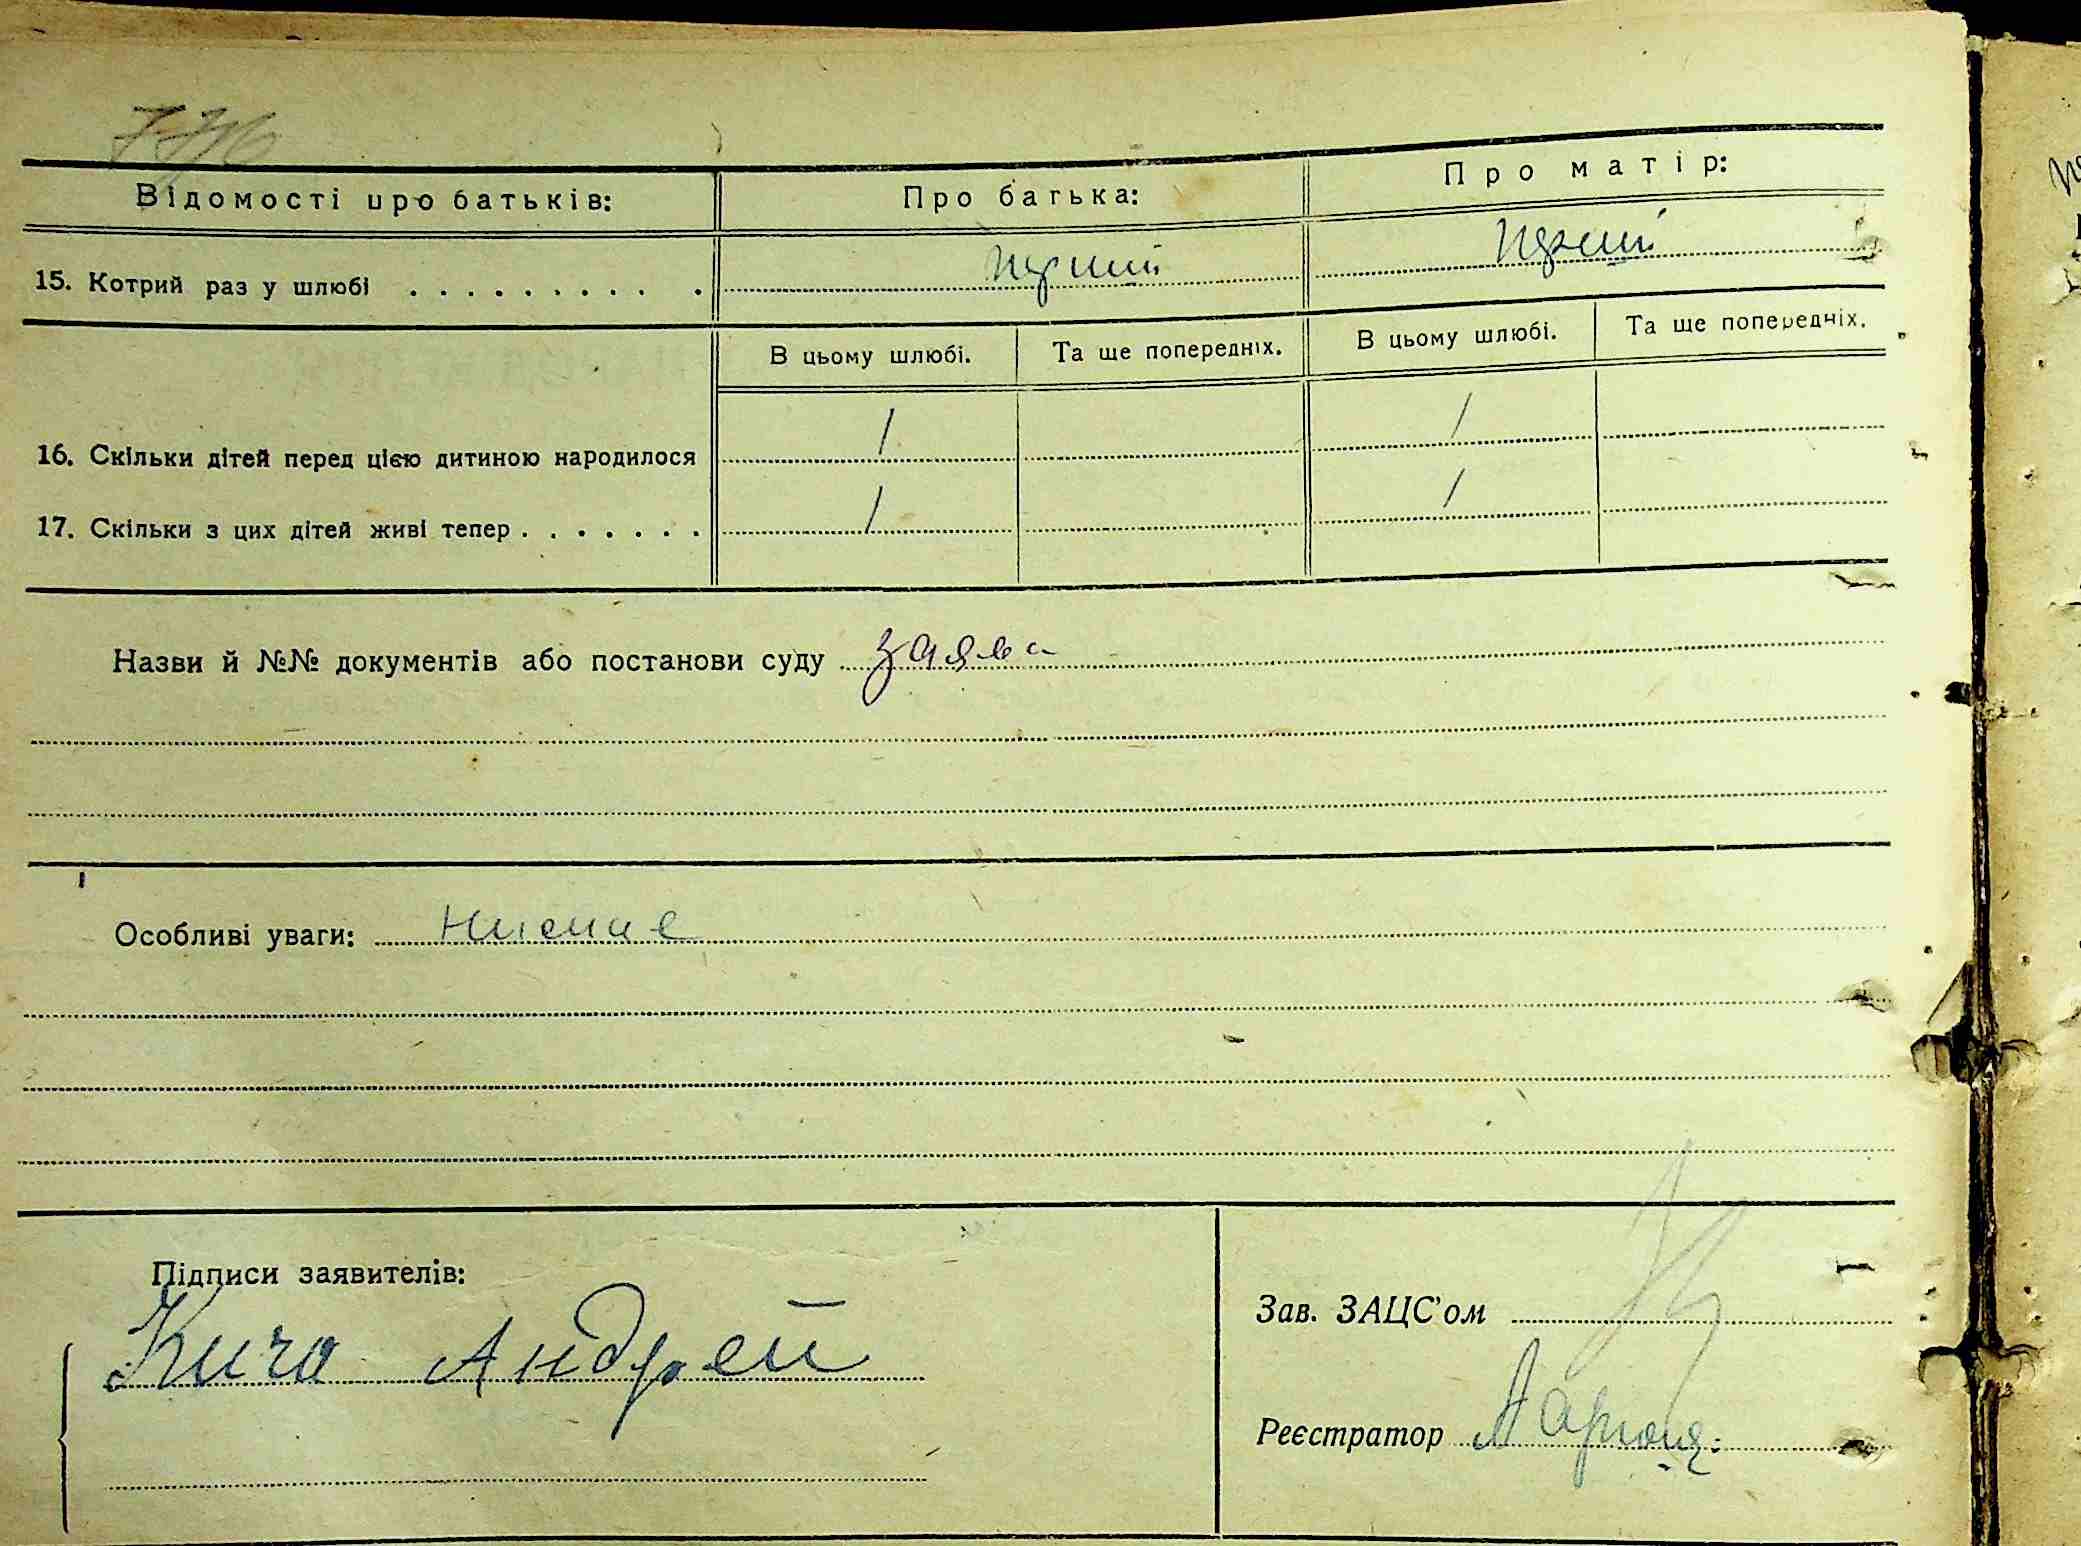 776
Відомості про батьків: Про батька: Про матір:
15. Котрий раз у шлюбі . . . . . . . . . . перший перший
В цьому шлюбі. Та ще попередніх. В цьому шлюбі. Та ще попередніх.
16. Скільки дітей перед цією дитиною народилося 1 1
17. Скільки з цих дітей живі тепер . . . . . . . 1 1
Назви й №№ документів або постанови суду заява
Особливі уваги:
Підписи заявителів:
Кича Андрей
Зав. ЗАЦС'ом
Реєстратор